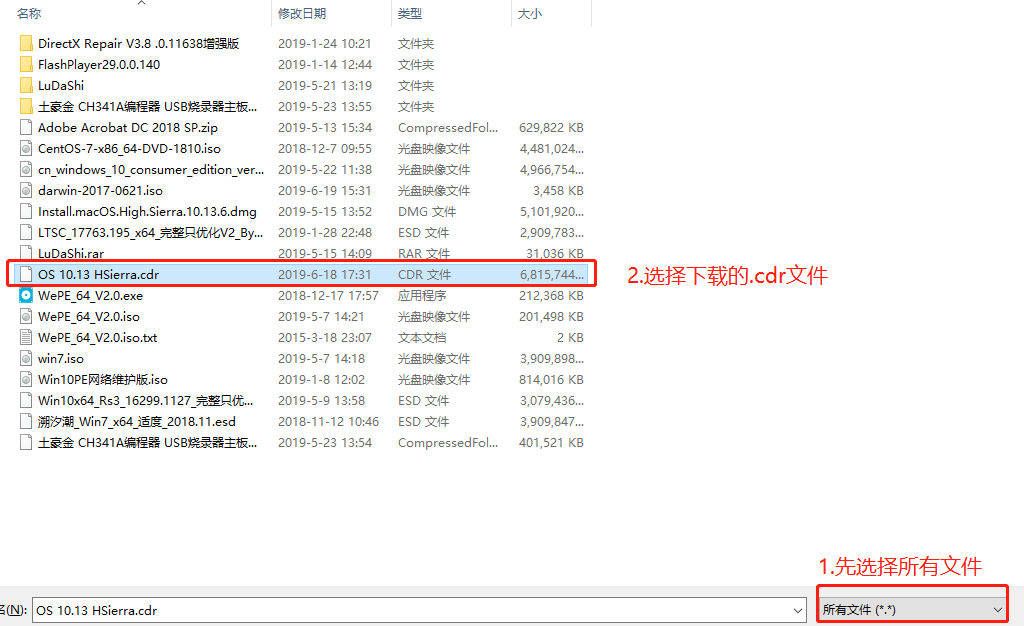 名称 修改日期 类型 大小
DirectX Repair V3.8 .0.11638增强版 2019-1-24 10:21 文件夹
FlashPlayer29.0.0.140 2019-1-14 12:44 文件夹
LuDaShi 2019-5-21 13:19 文件夹
土豪金 CH341A编程器 USB烧录器主板... 2019-5-23 13:55 文件夹
Adobe Acrobat DC 2018 SP.zip 2019-5-13 15:34 CompressedFol... 629,822 KB
CentOS-7-x86_64-DVD-1810.iso 2018-12-7 09:55 光盘映像文件 4,481,024...
cn_windows_10_consumer_edition_ver... 2019-5-22 11:38 光盘映像文件 4,966,754...
darwin-2017-0621.iso 2019-6-19 15:31 光盘映像文件 3,458 KB
Install.macOS.High.Sierra.10.13.6.dmg 2019-5-15 13:52 DMG 文件 5,101,920...
LTSC_17763.195_x64_完整只优化V2_By... 2019-1-28 22:48 ESD 文件 2,909,783...
LuDaShi.rar 2019-5-15 14:09 RAR 文件 31,036 KB
OS 10.13 HSierra.cdr 2019-6-18 17:31 CDR 文件 6,815,744...
2.选择下载的.cdr文件
WePE_64_V2.0.exe 2018-12-17 17:57 应用程序 212,368 KB
WePE_64_V2.0.iso 2019-5-7 14:21 光盘映像文件 201,498 KB
WePE_64_V2.0.iso.txt 2015-3-18 23:07 文本文档 2 KB
win7.iso 2019-5-7 14:18 光盘映像文件 3,909,898...
Win10PE网络维护版.iso 2019-1-8 12:02 光盘映像文件 814,016 KB
Win10x64_Rs3_16299.1127_完整只优... 2019-5-9 13:58 ESD 文件 3,079,436...
溯汐潮_Win7_x64_适度_2018.11.esd 2018-11-12 10:46 ESD 文件 3,909,847...
土豪金 CH341A编程器 USB烧录器主板... 2019-5-23 13:54 CompressedFol... 401,521 KB
1.先选择所有文件
名(N): OS 10.13 HSierra.cdr 所有文件 (*.*)